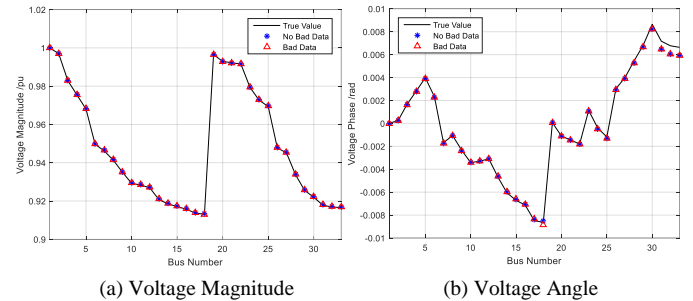 1.02
1
0.98
0.96
0.94
0.92
0.9
Voltage Magnitude /pu
True Value
No Bad Data
Bad Data
5
10
15
20
25
30
Bus Number
(a) Voltage Magnitude
0.01
0.008
0.006
0.004
0.002
0
-0.002
-0.004
-0.006
-0.008
-0.01
Voltage Phase /rad
True Value
No Bad Data
Bad Data
5
10
15
20
25
30
Bus Number
(b) Voltage Angle